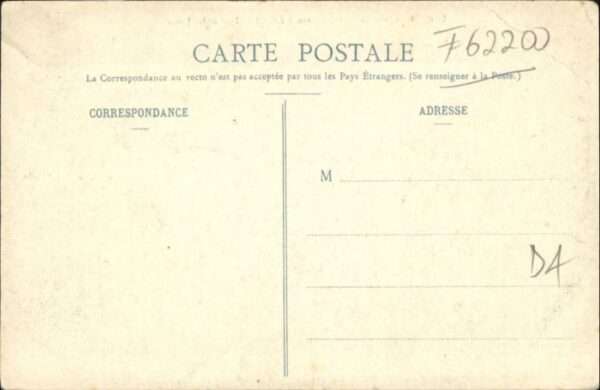 CARTE POSTALE
F62200
La Correspondance au recto n'est pas acceptée par tous les Pays Étrangers. (Se renseigner à la Poste.)
CORRESPONDANCE
ADRESSE
M
D4